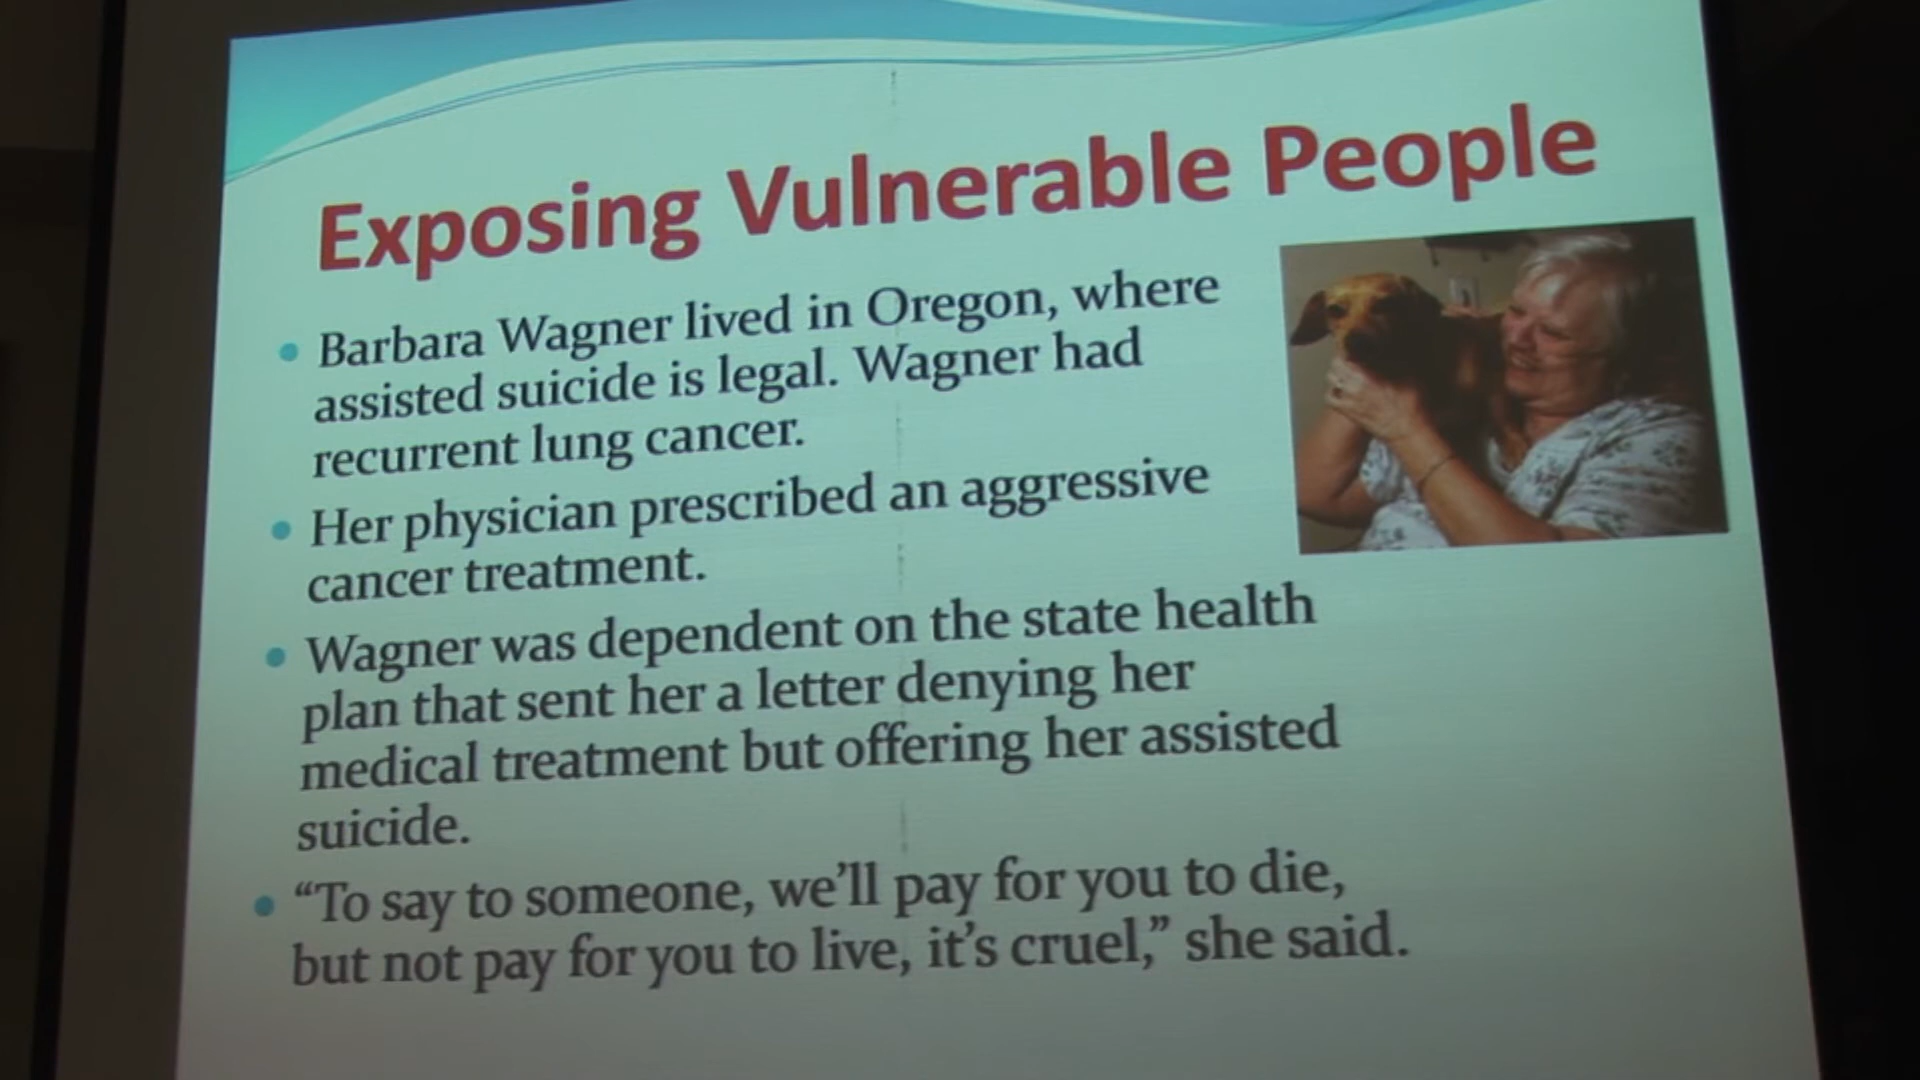 Exposing Vulnerable People
Barbara Wagner lived in Oregon, where
assisted suicide is legal. Wagner had
recurrent lung cancer.
Her physician prescribed an aggressive
cancer treatment.
Wagner was dependent on the state health
plan that sent her a letter denying her
medical treatment but offering her assisted
suicide.
“To say to someone, we’ll pay for you to die,
but not pay for you to live, it’s cruel,” she said.